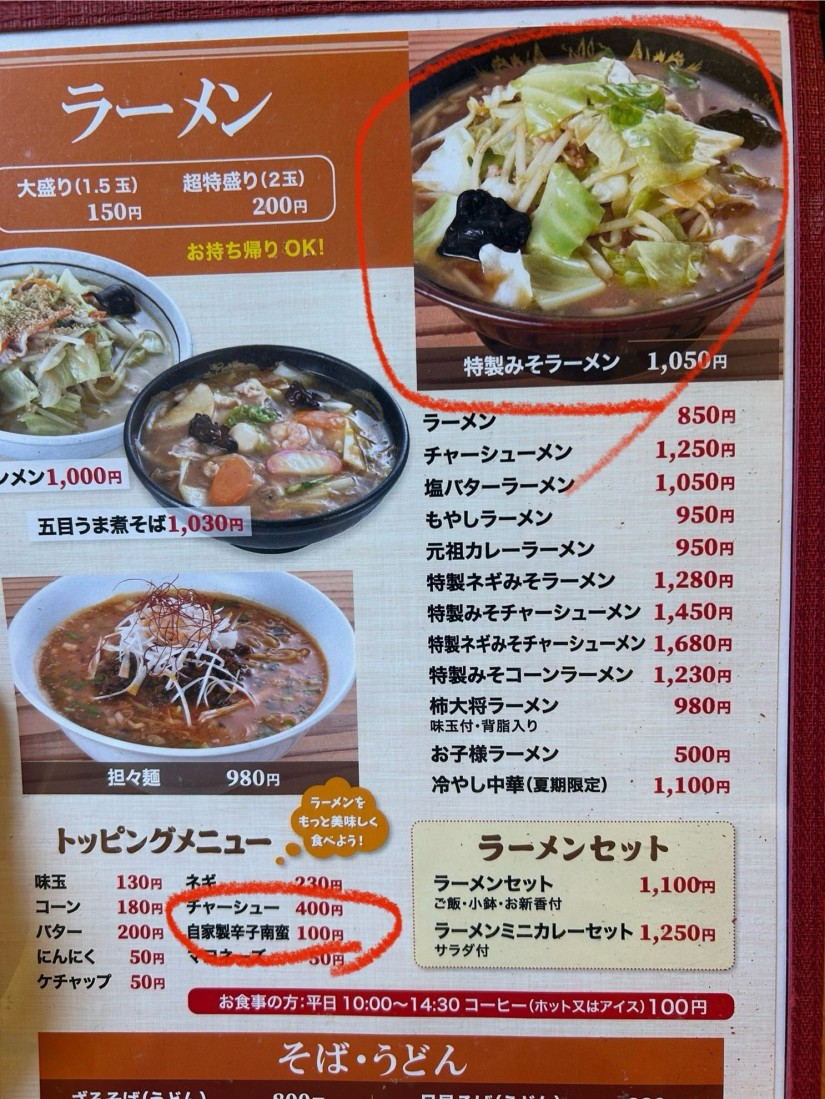 ラーメン
大盛り(1.5玉) 超特盛り(2玉)
150円 200円
お持ち帰りOK!
特製みそラーメン 1,050円
ンメン1,000円
五目うま煮そば1,030円
担々麺 980円
ラーメン 850円
チャーシューメン 1,250円
塩バターラーメン 1,050円
もやしラーメン 950円
元祖カレーラーメン 950円
特製ネギみそラーメン 1,280円
特製みそチャーシューメン 1,450円
特製ネギみそチャーシューメン 1,680円
特製みそコーンラーメン 1,230円
柿大将ラーメン 980円
味玉付・背脂入り
お子様ラーメン 500円
冷やし中華(夏期限定) 1,100円
ラーメンを
もっと美味しく
食べよう!
トッピングメニュー
味玉 130円 ネギ 230円
コーン 180円 チャーシュー 400円
バター 200円 自家製辛子南蛮 100円
にんにく 50円 マヨネーズ 50円
ケチャップ 50円
ラーメンセット
ラーメンセット 1,100円
ご飯・小鉢・お新香付
ラーメンミニカレーセット 1,250円
サラダ付
お食事の方:平日 10:00〜14:30 コーヒー(ホット又はアイス)100円
そば・うどん